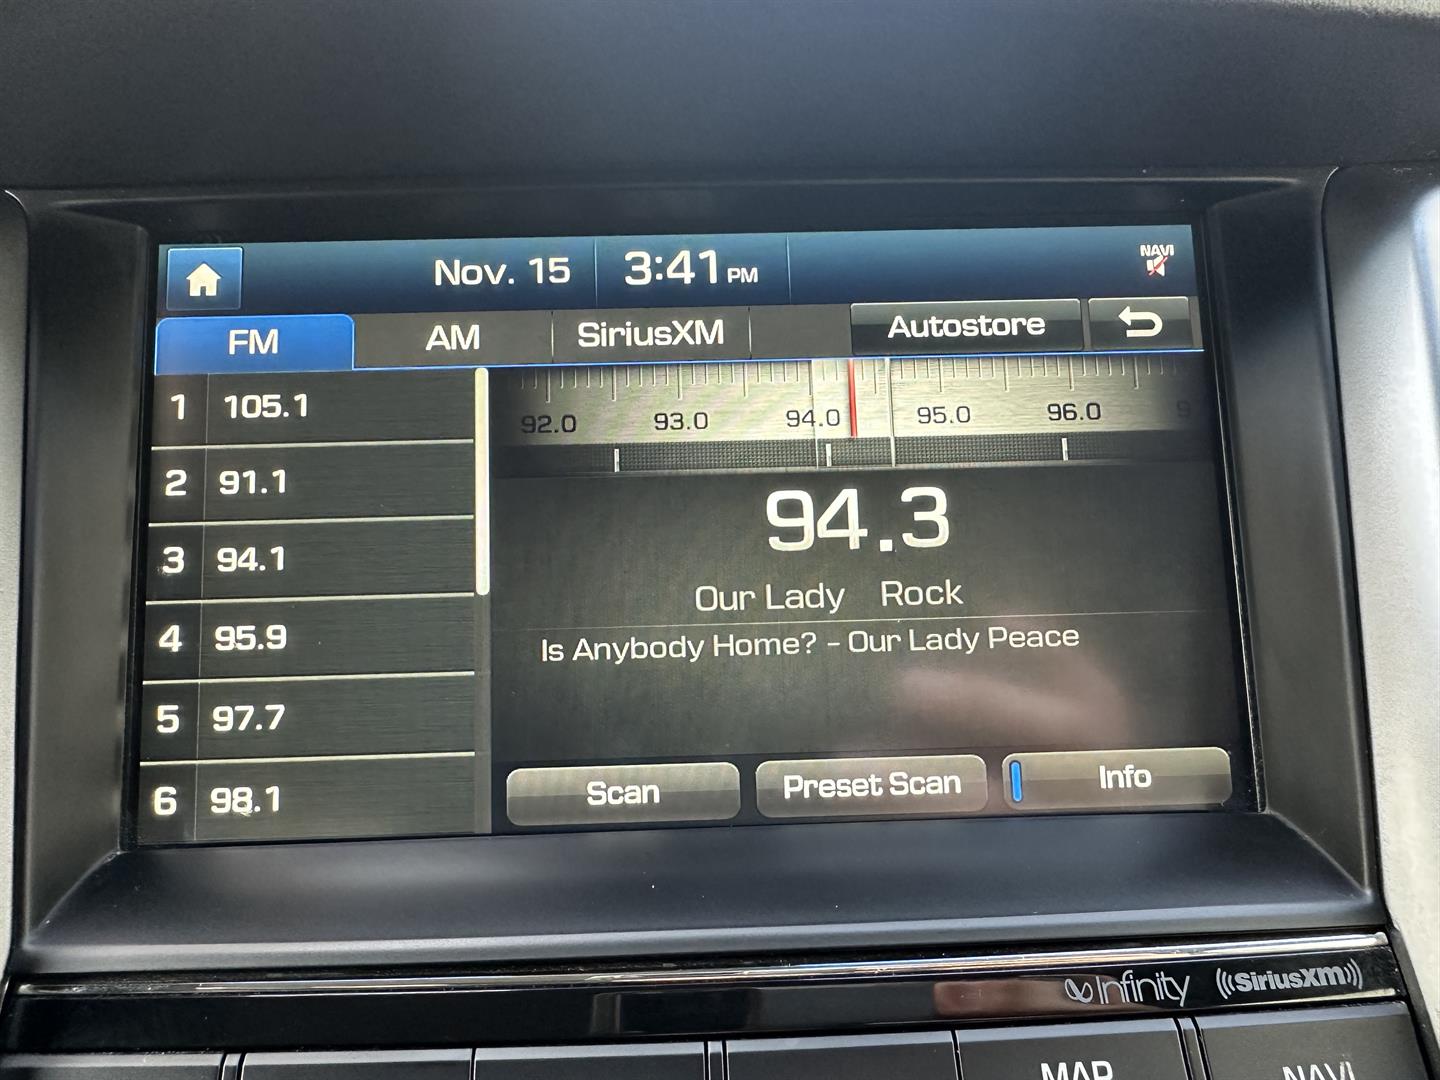 Nov. 15 3:41 PM NAVI
FM AM SiriusXM Autostore
1 105.1
2 91.1
3 94.1
4 95.9
5 97.7
6 98.1
92.0 93.0 94.0 95.0 96.0 9
94.3
Our Lady Rock
Is Anybody Home? - Our Lady Peace
Scan Preset Scan Info
Infinity SiriusXM
MAP NAVI